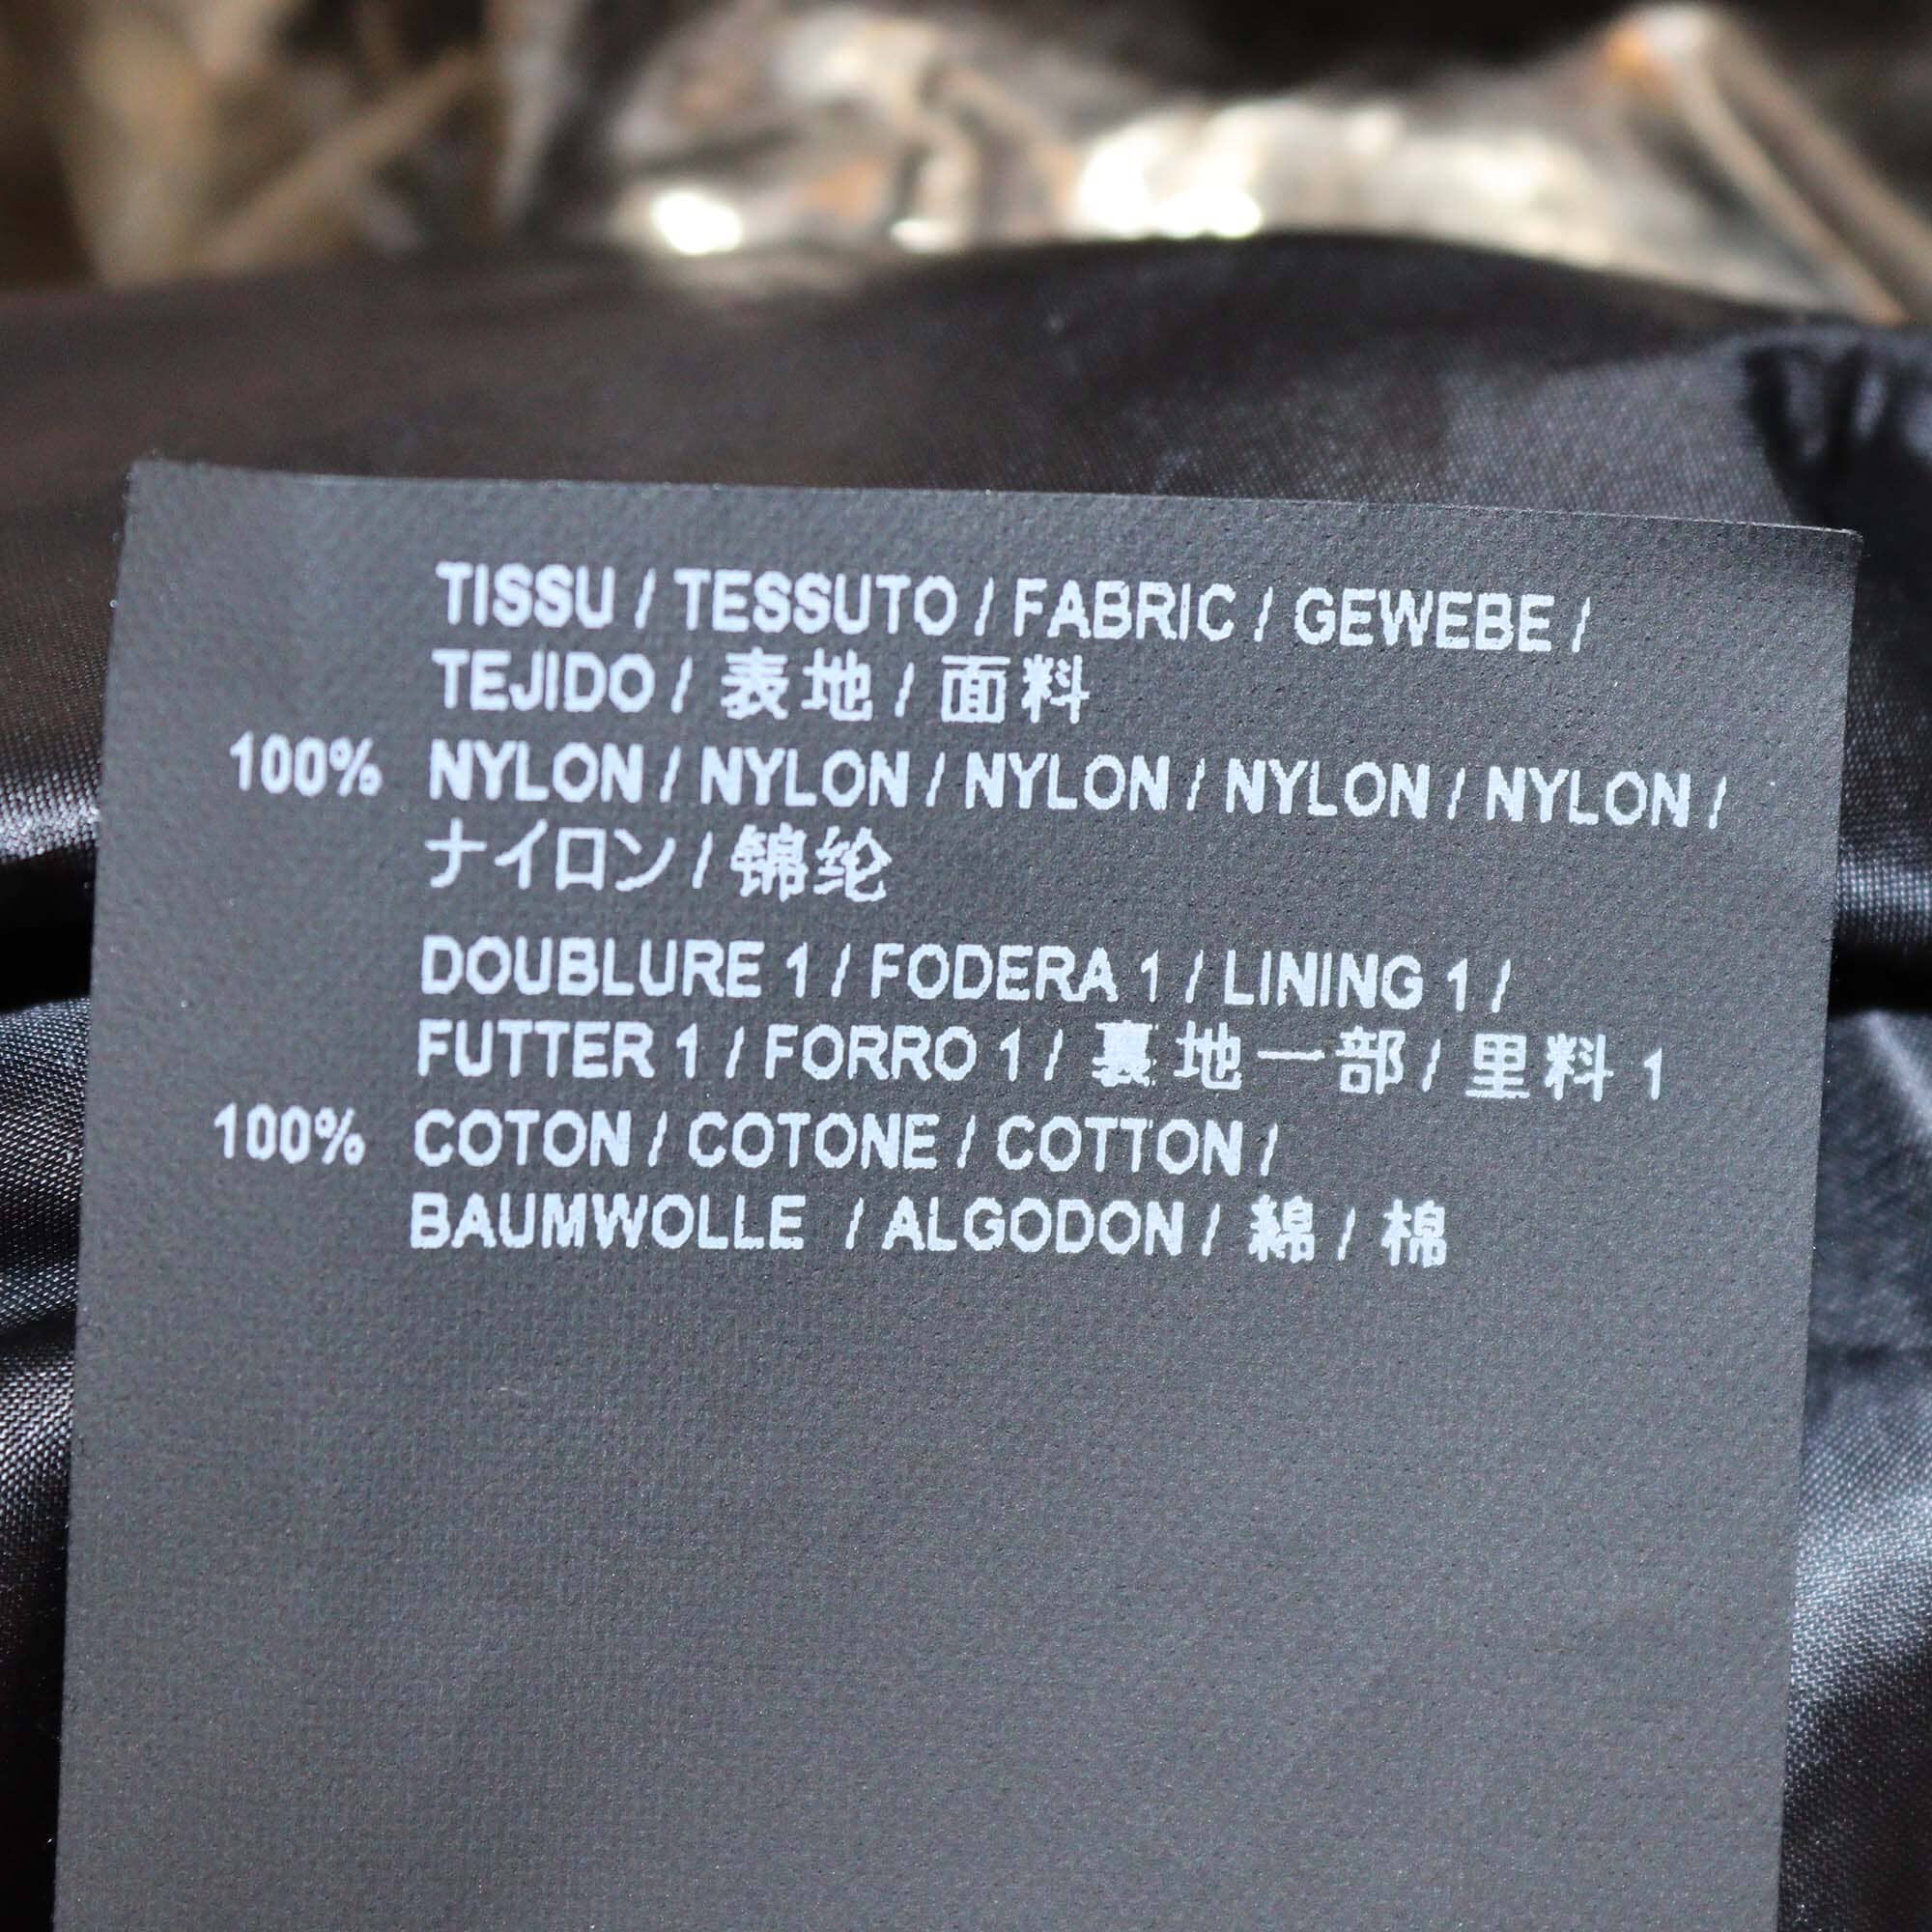 TISSU / TESSUTO / FABRIC / GEWEBE /
TEJIDO / 表地 / 面料
100% NYLON / NYLON / NYLON / NYLON / NYLON /
ナイロン / 锦纶
DOUBLURE 1 / FODERA 1 / LINING 1 /
FUTTER 1 / FORRO 1 / 裏地一部 / 里料 1
100% COTON / COTONE / COTTON /
BAUMWOLLE / ALGODON / 綿 / 棉